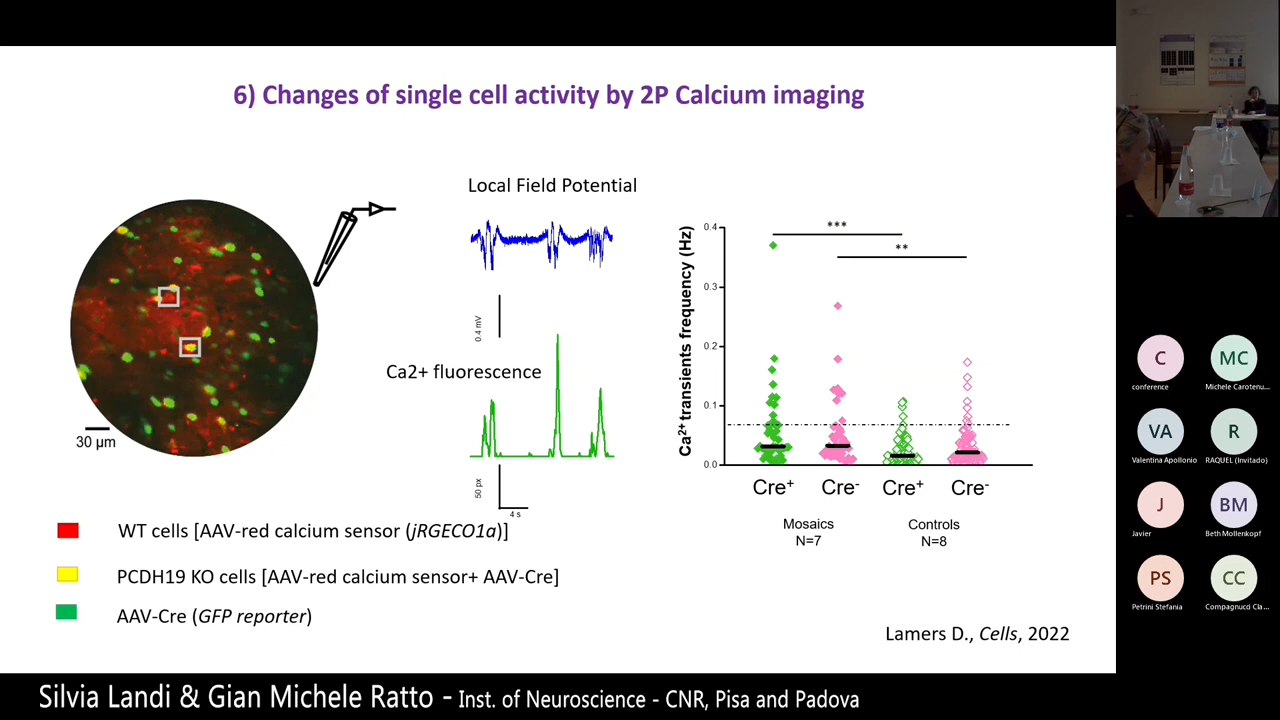 6) Changes of single cell activity by 2P Calcium imaging
Local Field Potential
0.4 mV
Ca2+ fluorescence
50 px
4 s
30 µm
Ca²⁺ transients frequency (Hz)
0.4
0.3
0.2
0.1
0.0
***
**
Cre⁺ Cre⁻ Cre⁺ Cre⁻
Mosaics Controls
N=7 N=8
WT cells [AAV-red calcium sensor (jRGECO1a)]
PCDH19 KO cells [AAV-red calcium sensor+ AAV-Cre]
AAV-Cre (GFP reporter)
Lamers D., Cells, 2022
Silvia Landi & Gian Michele Ratto - Inst. of Neuroscience - CNR, Pisa and Padova
C MC
conference Michele Carotenu...
VA R
Valentina Apollonio RAQUEL (Invitado)
J BM
Javier Beth Mollenkopf
PS CC
Petrini Stefania Compagnucci Cla...